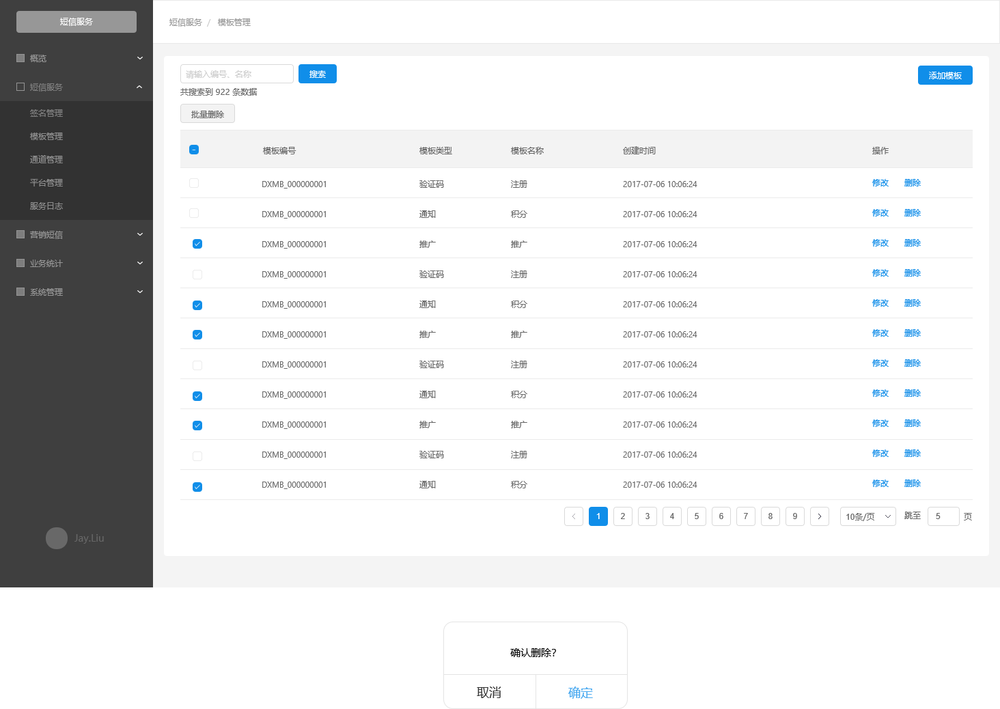 短信服务
概览
短信服务
签名管理
模板管理
通道管理
平台管理
服务日志
营销短信
业务统计
系统管理
Jay.Liu
短信服务 / 模板管理
请输入编号、名称 搜索 添加模板
共搜索到 922 条数据
批量删除
模板编号 模板类型 模板名称 创建时间 操作
DXMB_000000001 验证码 注册 2017-07-06 10:06:24 修改 删除
DXMB_000000001 通知 积分 2017-07-06 10:06:24 修改 删除
DXMB_000000001 推广 推广 2017-07-06 10:06:24 修改 删除
DXMB_000000001 验证码 注册 2017-07-06 10:06:24 修改 删除
DXMB_000000001 通知 积分 2017-07-06 10:06:24 修改 删除
DXMB_000000001 推广 推广 2017-07-06 10:06:24 修改 删除
DXMB_000000001 验证码 注册 2017-07-06 10:06:24 修改 删除
DXMB_000000001 通知 积分 2017-07-06 10:06:24 修改 删除
DXMB_000000001 推广 推广 2017-07-06 10:06:24 修改 删除
DXMB_000000001 验证码 注册 2017-07-06 10:06:24 修改 删除
DXMB_000000001 通知 积分 2017-07-06 10:06:24 修改 删除
1 2 3 4 5 6 7 8 9 10条/页 跳至 5 页
确认删除?
取消 确定